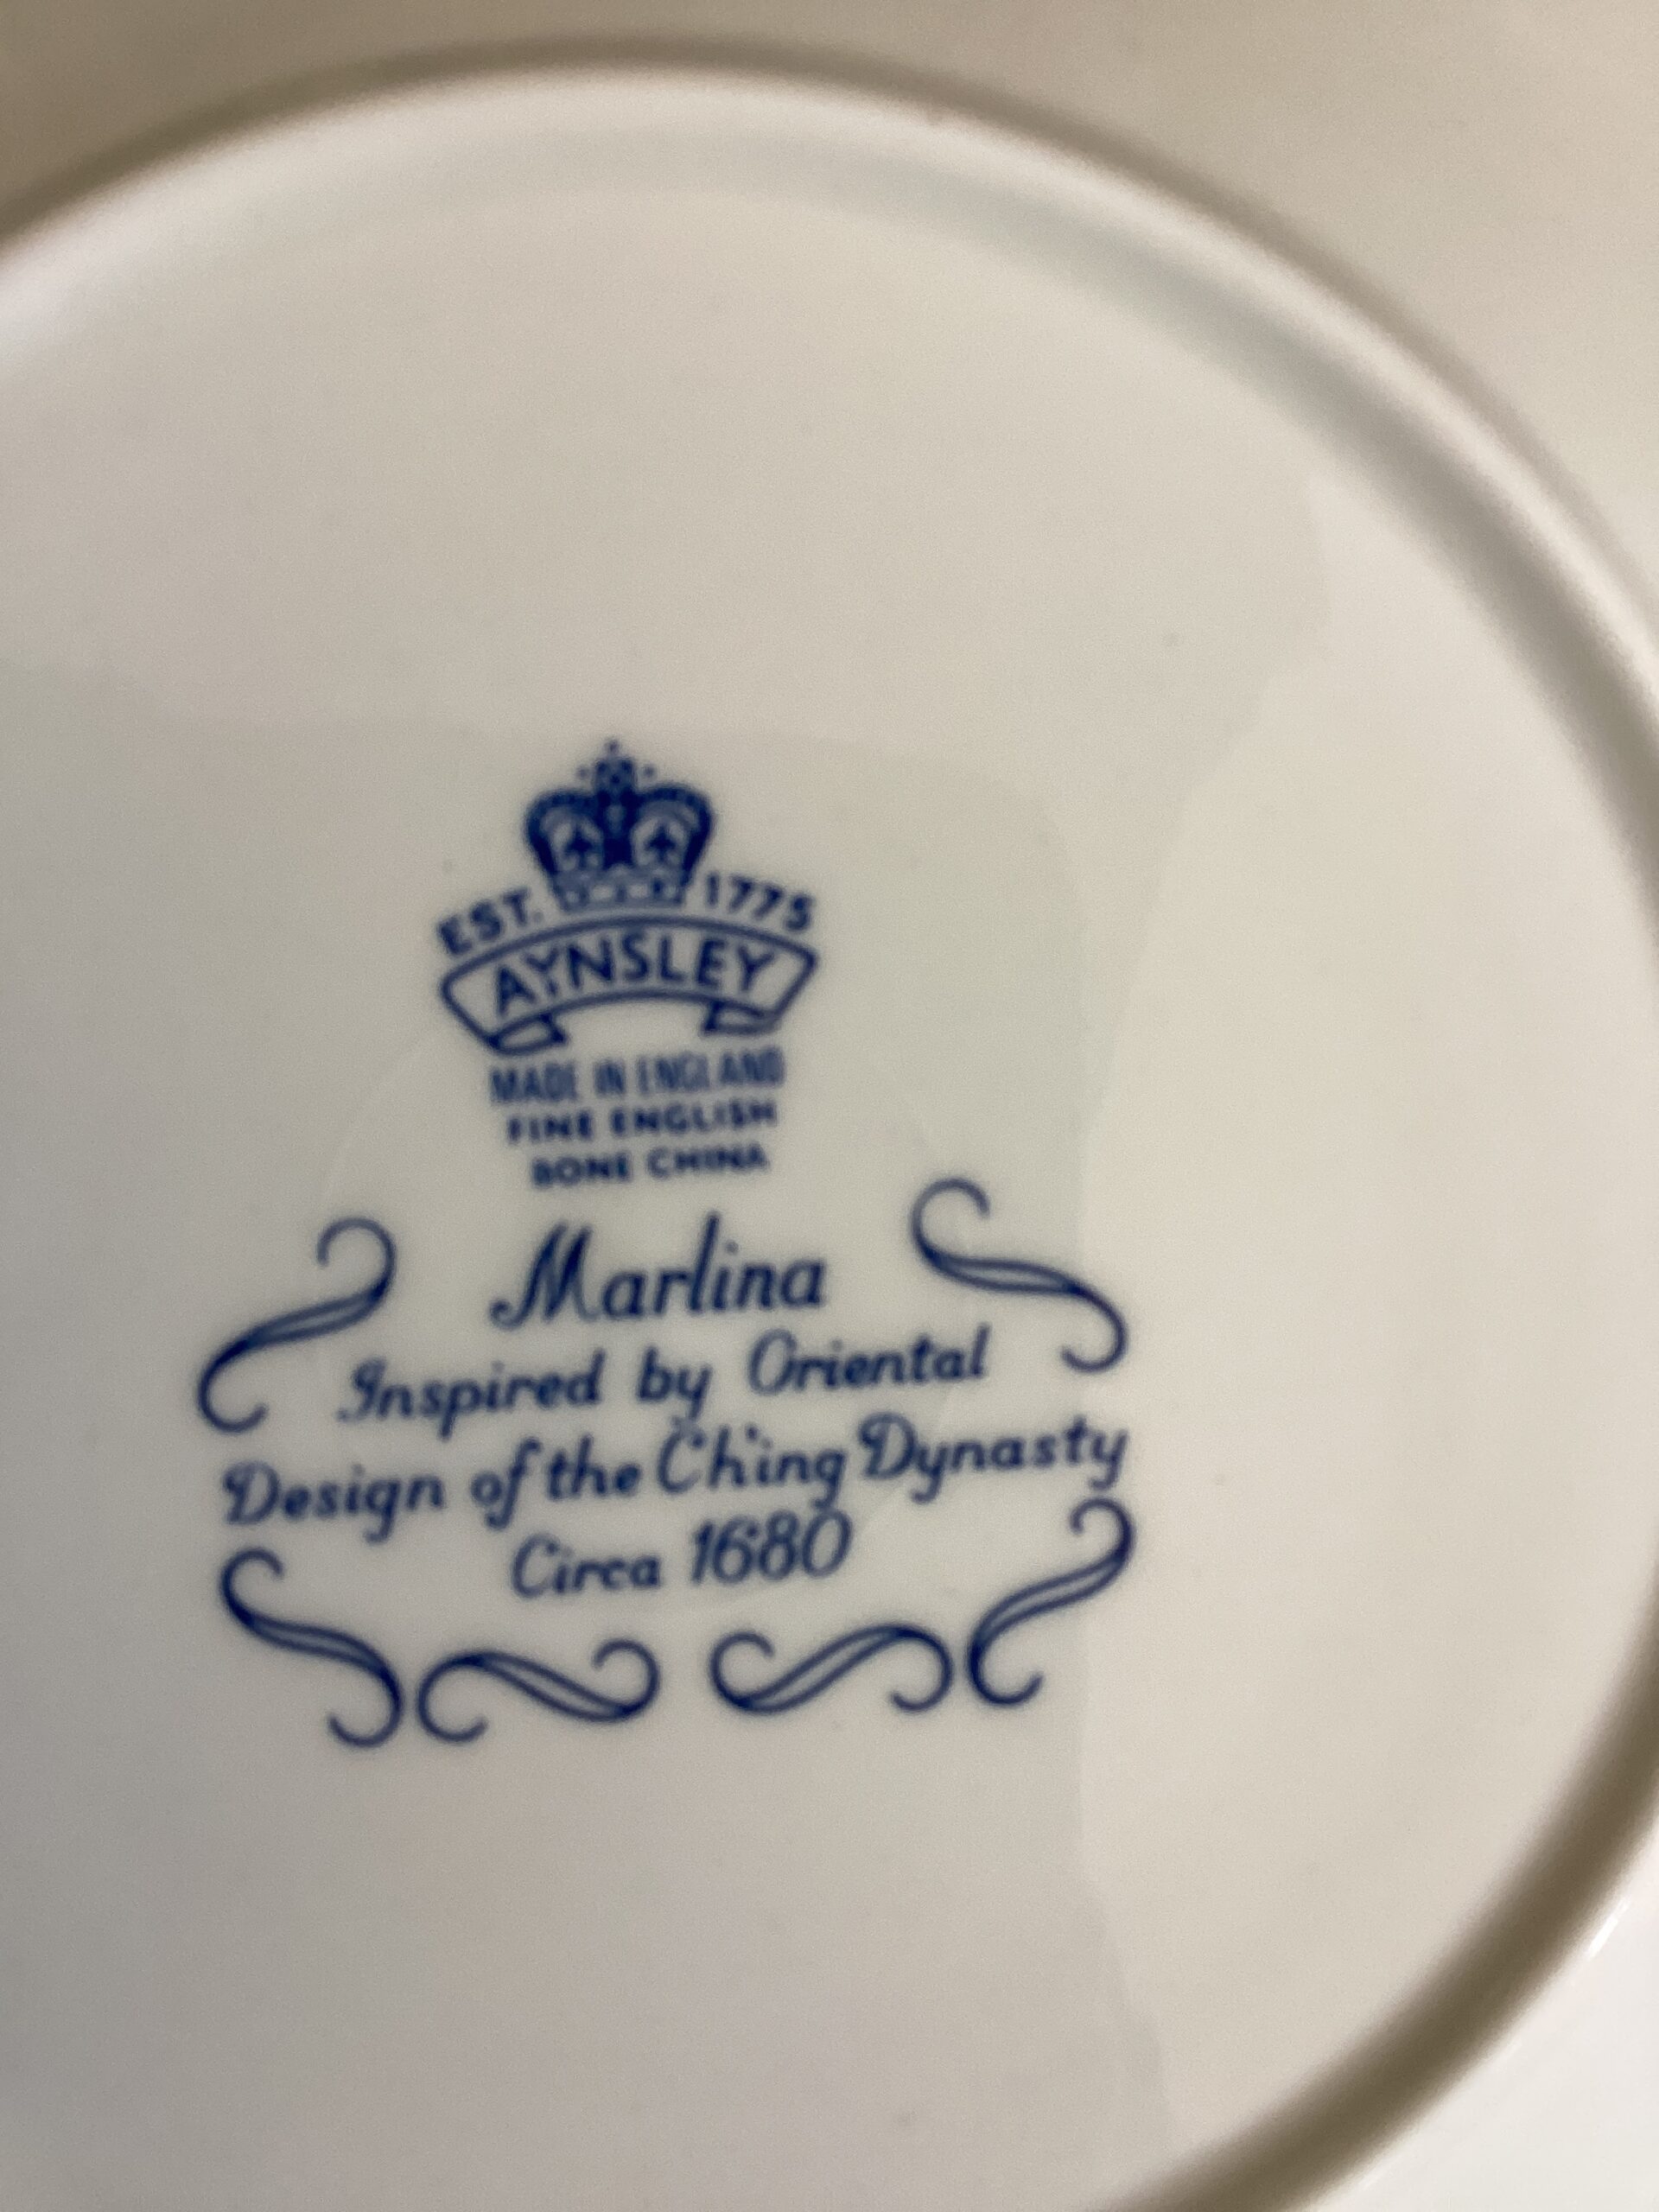 EST. 1775
AYNSLEY
MADE IN ENGLAND
FINE ENGLISH
BONE CHINA
Marlina
Inspired by Oriental
Design of the Ch'ing Dynasty
Circa 1680